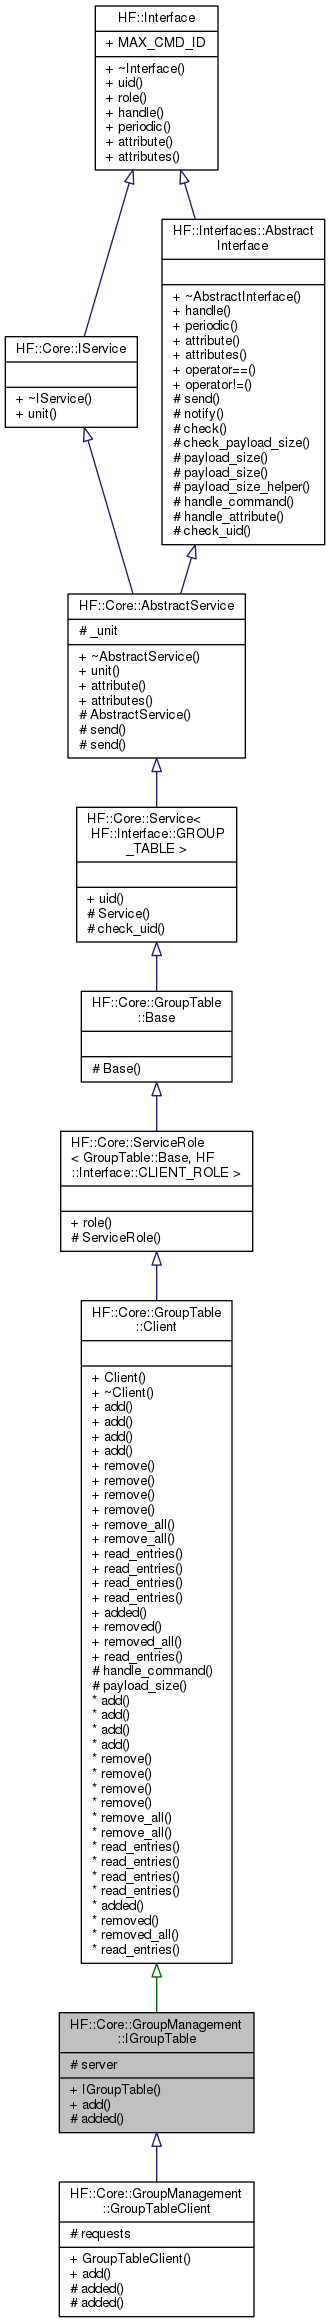 HF::Interface
+ MAX_CMD_ID
+ ~Interface()
+ uid()
+ role()
+ handle()
+ periodic()
+ attribute()
+ attributes()
HF::Interfaces::Abstract
Interface
+ ~AbstractInterface()
+ handle()
+ periodic()
+ attribute()
+ attributes()
+ operator==()
+ operator!=()
# send()
# notify()
# check()
# check_payload_size()
# payload_size()
# payload_size()
# payload_size_helper()
# handle_command()
# handle_attribute()
# check_uid()
HF::Core::IService
+ ~IService()
+ unit()
HF::Core::AbstractService
# _unit
+ ~AbstractService()
+ unit()
+ attribute()
+ attributes()
# AbstractService()
# send()
# send()
HF::Core::Service<
HF::Interface::GROUP
_TABLE >
+ uid()
# Service()
# check_uid()
HF::Core::GroupTable
::Base
# Base()
HF::Core::ServiceRole
< GroupTable::Base, HF
::Interface::CLIENT_ROLE >
+ role()
# ServiceRole()
HF::Core::GroupTable
::Client
+ Client()
+ ~Client()
+ add()
+ add()
+ add()
+ add()
+ remove()
+ remove()
+ remove()
+ remove()
+ remove_all()
+ remove_all()
+ read_entries()
+ read_entries()
+ read_entries()
+ read_entries()
+ added()
+ removed()
+ removed_all()
+ read_entries()
# handle_command()
# payload_size()
* add()
* add()
* add()
* add()
* remove()
* remove()
* remove()
* remove()
* remove_all()
* remove_all()
* read_entries()
* read_entries()
* read_entries()
* read_entries()
* added()
* removed()
* removed_all()
* read_entries()
HF::Core::GroupManagement
::IGroupTable
# server
+ IGroupTable()
+ add()
# added()
HF::Core::GroupManagement
::GroupTableClient
# requests
+ GroupTableClient()
+ add()
# added()
# added()